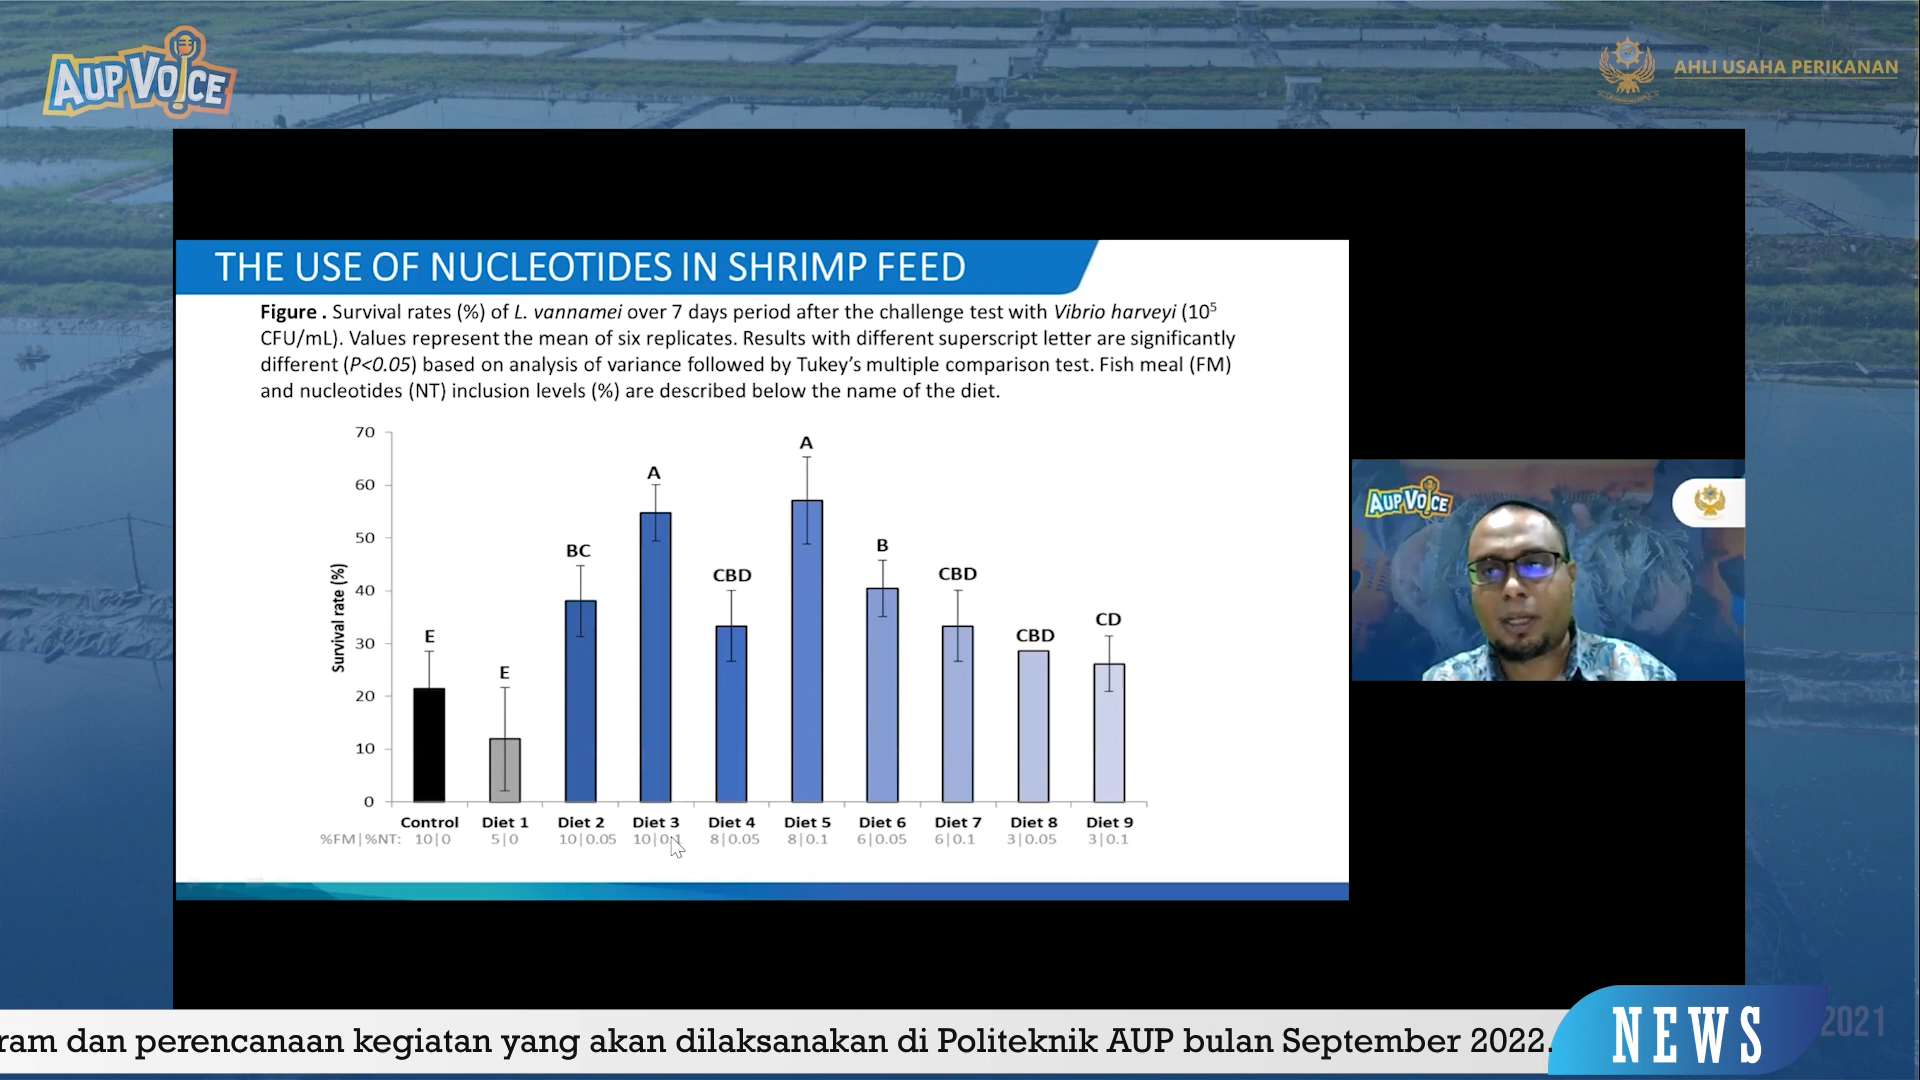 AUP VOICE
AHLI USAHA PERIKANAN
THE USE OF NUCLEOTIDES IN SHRIMP FEED
Figure . Survival rates (%) of L. vannamei over 7 days period after the challenge test with Vibrio harveyi (10⁵
CFU/mL). Values represent the mean of six replicates. Results with different superscript letter are significantly
different (P<0.05) based on analysis of variance followed by Tukey's multiple comparison test. Fish meal (FM)
and nucleotides (NT) inclusion levels (%) are described below the name of the diet.
Survival rate (%)
70
60
50
40
30
20
10
0
E
E
BC
A
CBD
A
B
CBD
CBD
CD
Control Diet 1 Diet 2 Diet 3 Diet 4 Diet 5 Diet 6 Diet 7 Diet 8 Diet 9
%FM|%NT: 10|0 5|0 10|0.05 10|0.1 8|0.05 8|0.1 6|0.05 6|0.1 3|0.05 3|0.1
AUP VOICE
dan perencanaan kegiatan yang akan dilaksanakan di Politeknik AUP bulan September 2022.
NEWS
2021